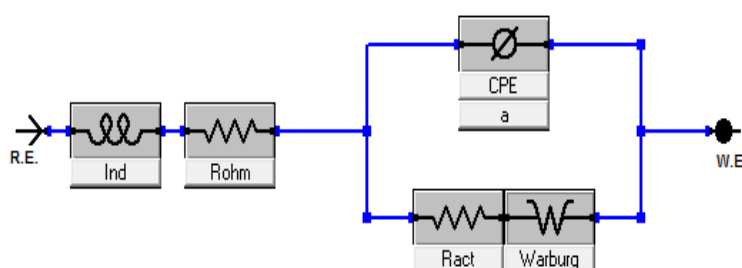 CPE
a
R.E.
Ind
Rohm
W.E
Ract
Warburg